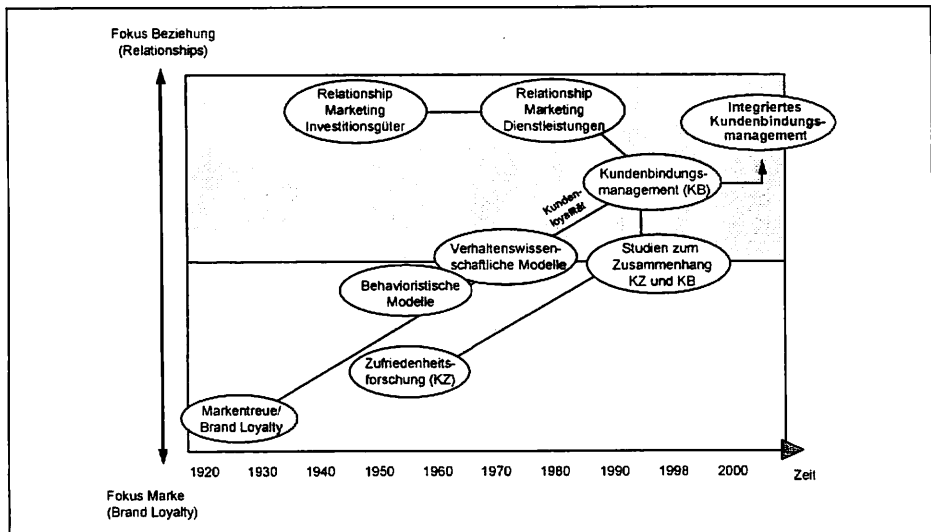 Fokus Beziehung
(Relationships)
Relationship
Marketing
Investitionsgüter
Relationship
Marketing
Dienstleistungen
Integriertes
Kundenbindungs-
management
Kundenbindungs-
management (KB)
Kunden-
loyalität
Verhaltenswissen-
schaftliche Modelle
Studien zum
Zusammenhang
KZ und KB
Behavioristische
Modelle
Zufriedenheits-
forschung (KZ)
Markentreue/
Brand Loyalty
1920 1930 1940 1950 1960 1970 1980 1990 1998 2000 Zeit
Fokus Marke
(Brand Loyalty)